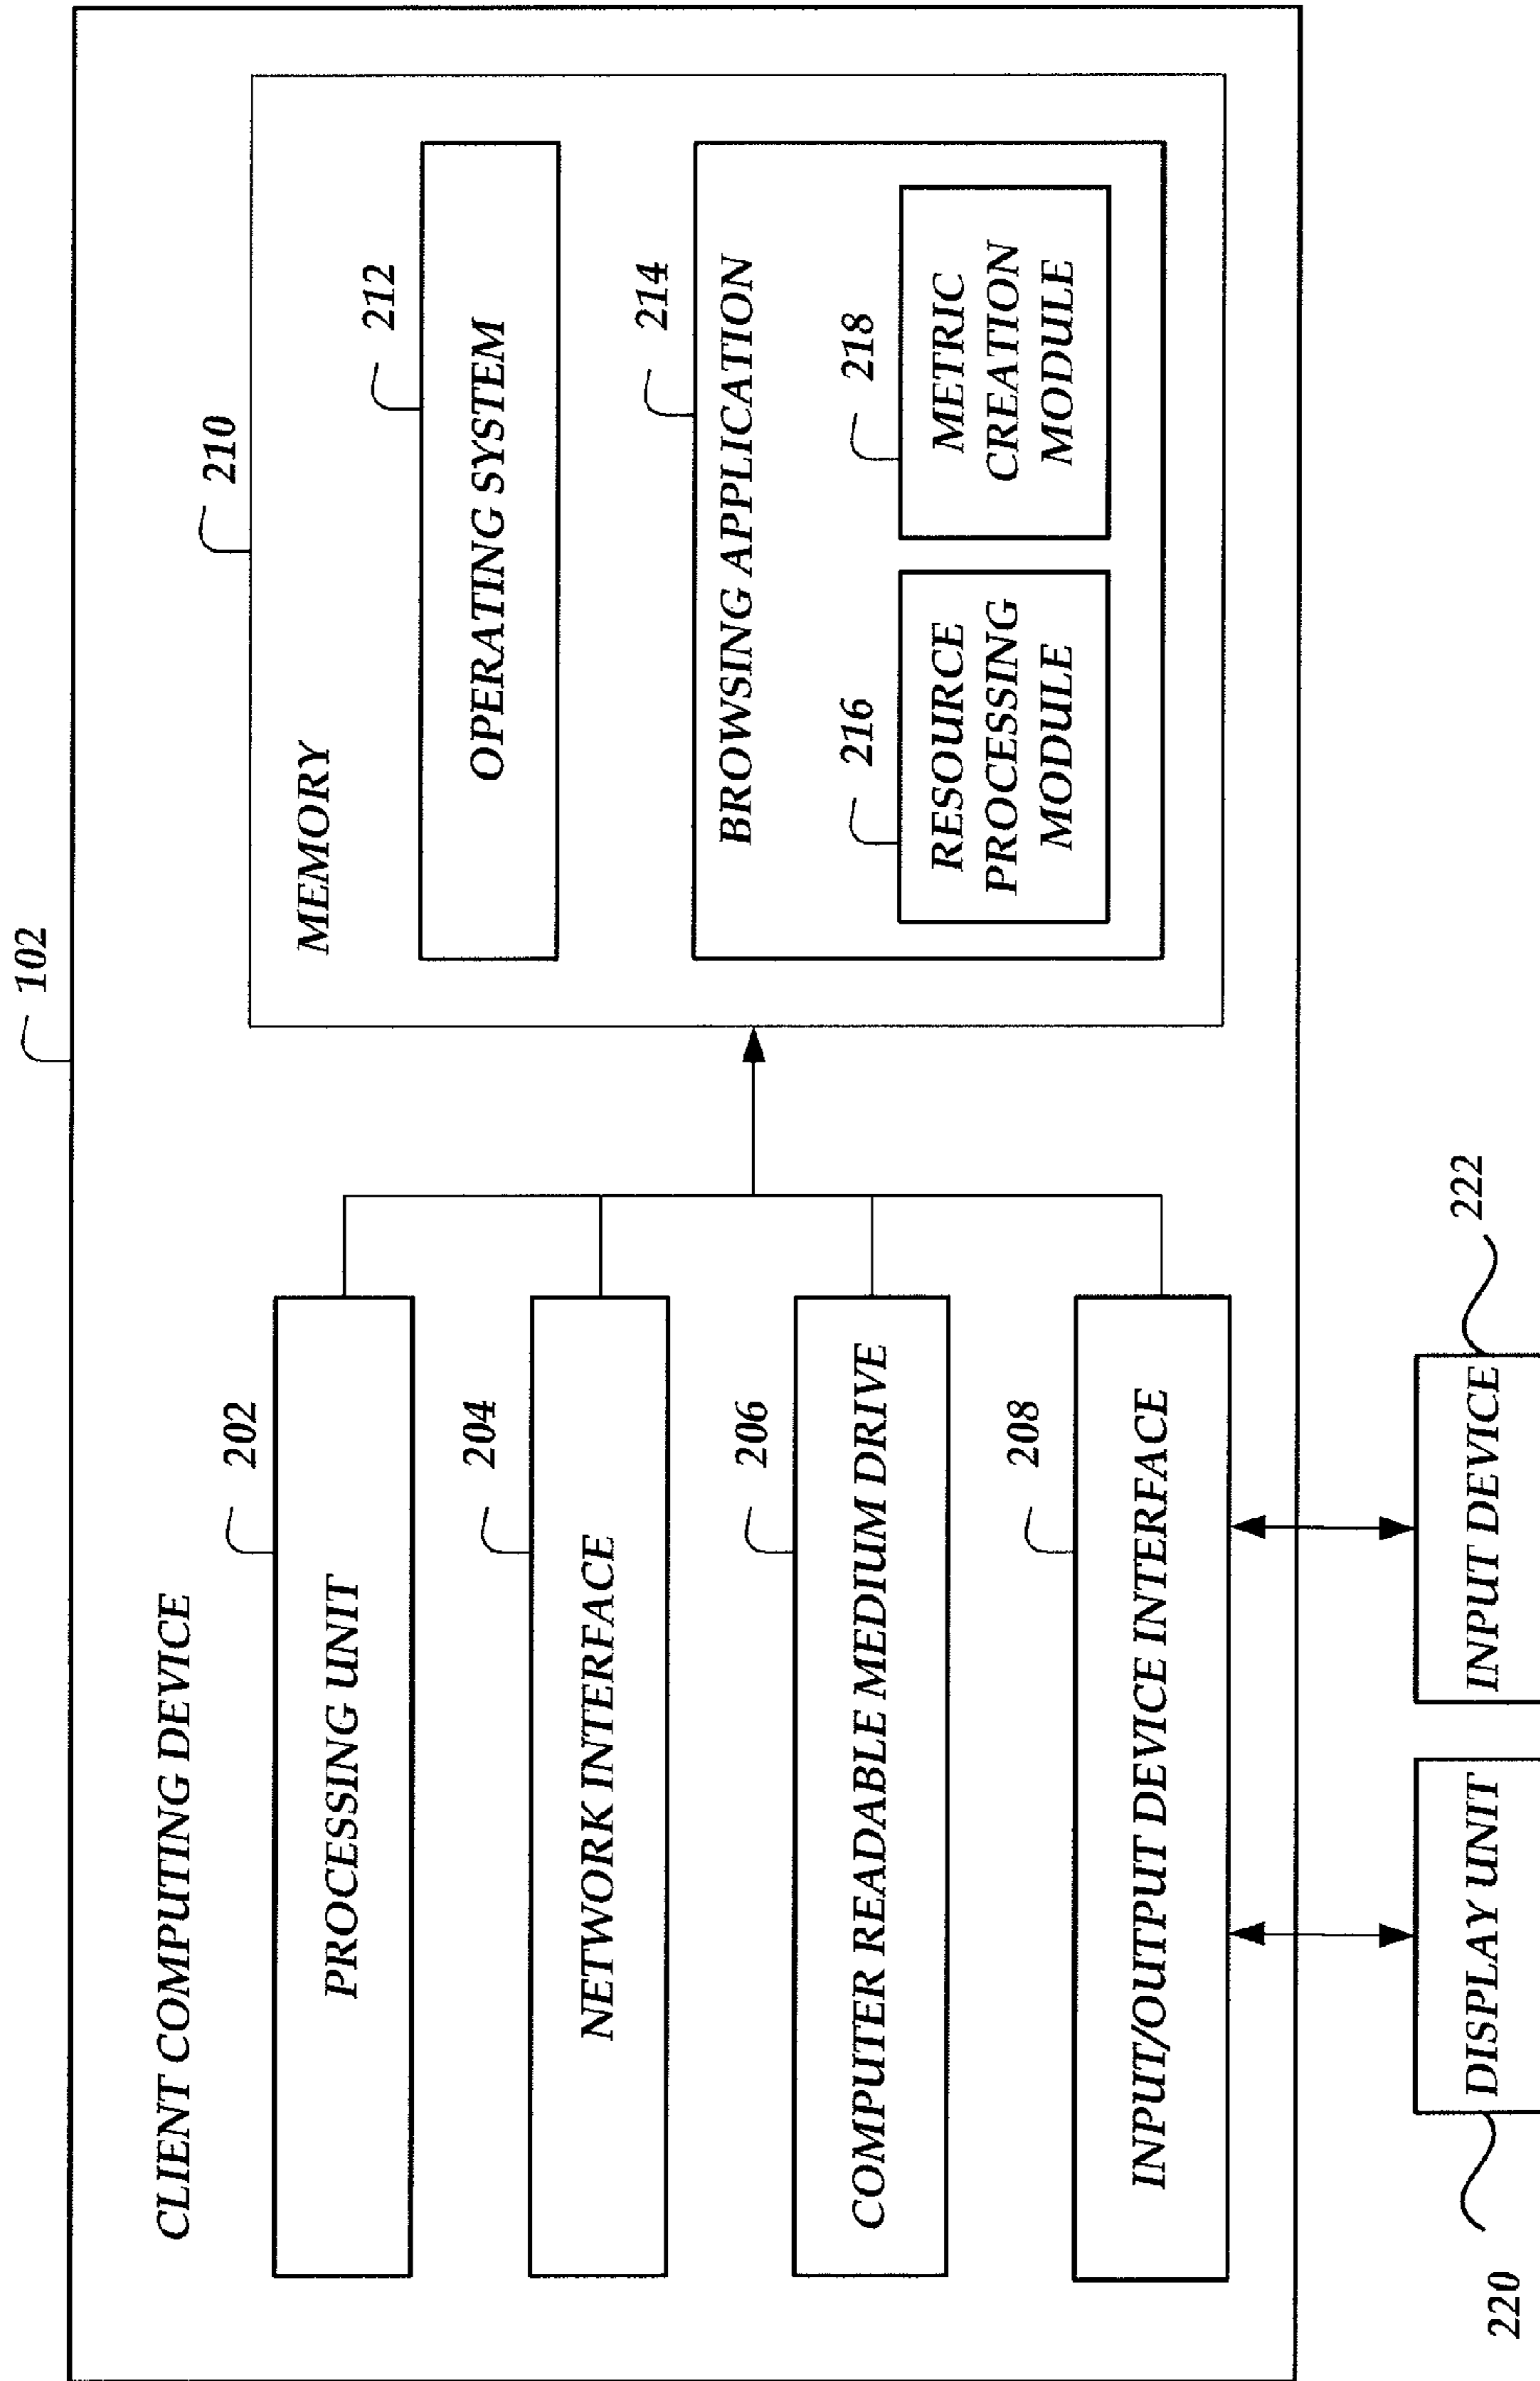 102
CLIENT COMPUTING DEVICE
202
PROCESSING UNIT
204
NETWORK INTERFACE
206
COMPUTER READABLE MEDIUM DRIVE
208
INPUT/OUTPUT DEVICE INTERFACE
210
MEMORY
212
OPERATING SYSTEM
214
BROWSING APPLICATION
216
RESOURCE
PROCESSING
MODULE
218
METRIC
CREATION
MODULE
220
DISPLAY UNIT
INPUT DEVICE
222